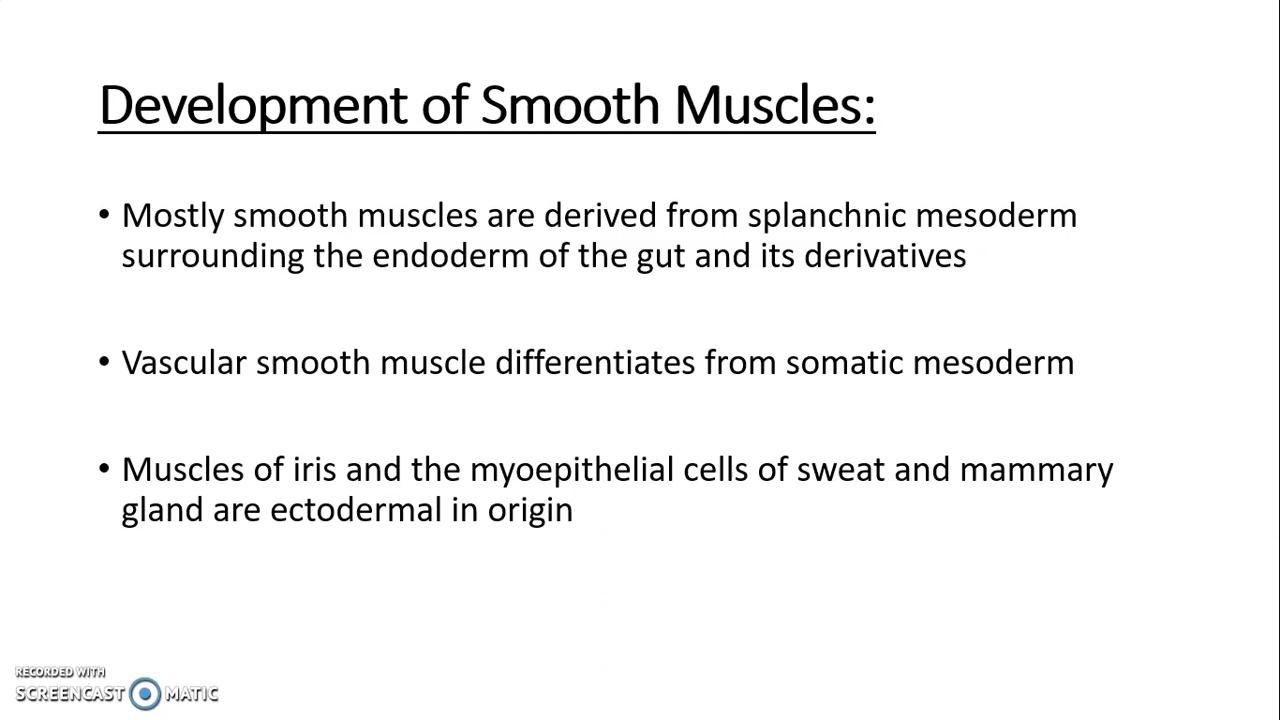 Development of Smooth Muscles:
• Mostly smooth muscles are derived from splanchnic mesoderm
surrounding the endoderm of the gut and its derivatives
• Vascular smooth muscle differentiates from somatic mesoderm
• Muscles of iris and the myoepithelial cells of sweat and mammary
gland are ectodermal in origin
RECORDED WITH
SCREENCAST MATIC